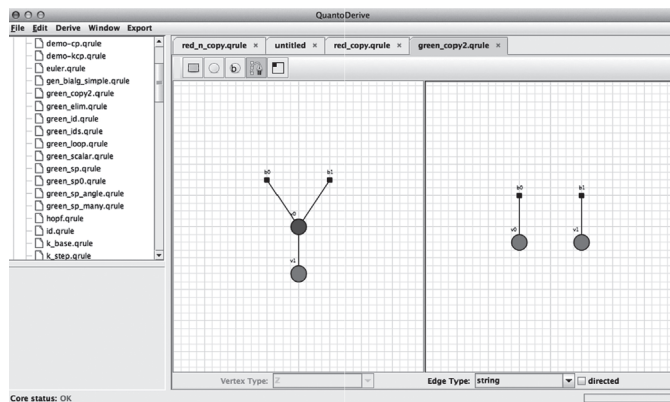 QuantoDerive
File Edit Derive Window Export
demo-cp.qrule
demo-kcp.qrule
euler.qrule
gen_bialg_simple.qrule
green_copy2.qrule
green_elim.qrule
green_id.qrule
green_ids.qrule
green_loop.qrule
green_scalar.qrule
green_sp.qrule
green_sp0.qrule
green_sp_angle.qrule
green_sp_many.qrule
hopf.qrule
id.qrule
k_base.qrule
k_step.qrule
red_n_copy.qrule × untitled × red_copy.qrule × green_copy2.qrule ×
b
b0 b1
v0
v1
b0 b1
v0 v1
Vertex Type: Z
Edge Type: string directed
Core status: OK